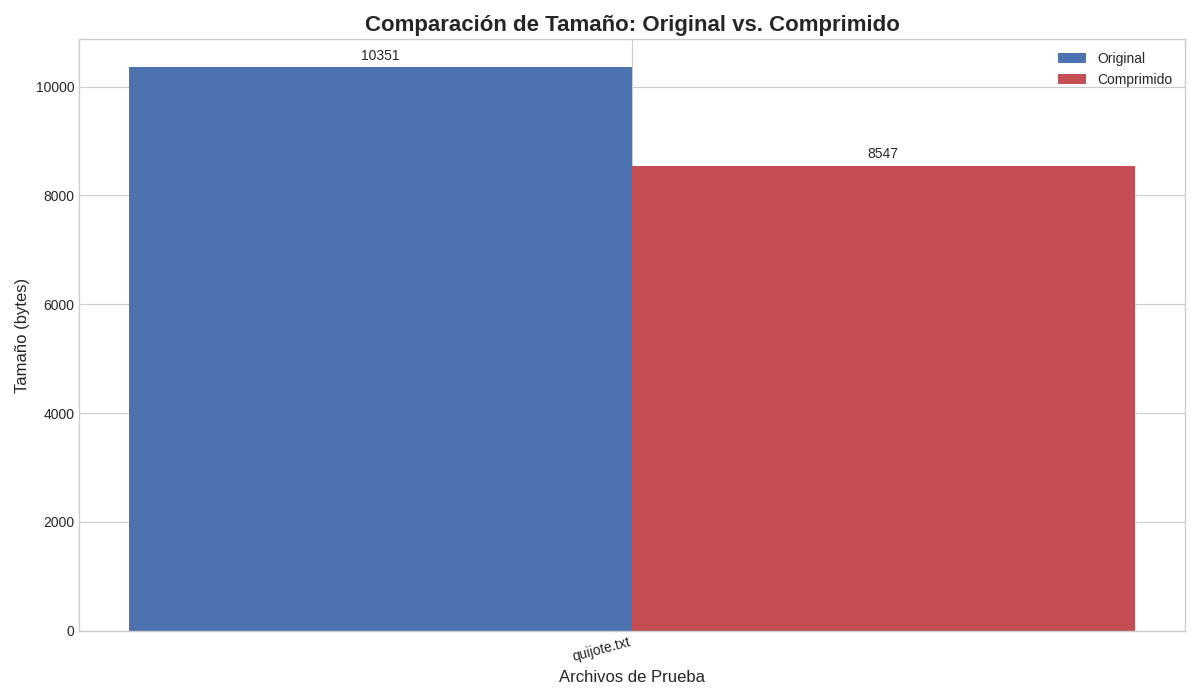 Comparación de Tamaño: Original vs. Comprimido
10351
Original
Comprimido
10000
8547
8000
6000
4000
2000
0
Tamaño (bytes)
quijote.txt
Archivos de Prueba